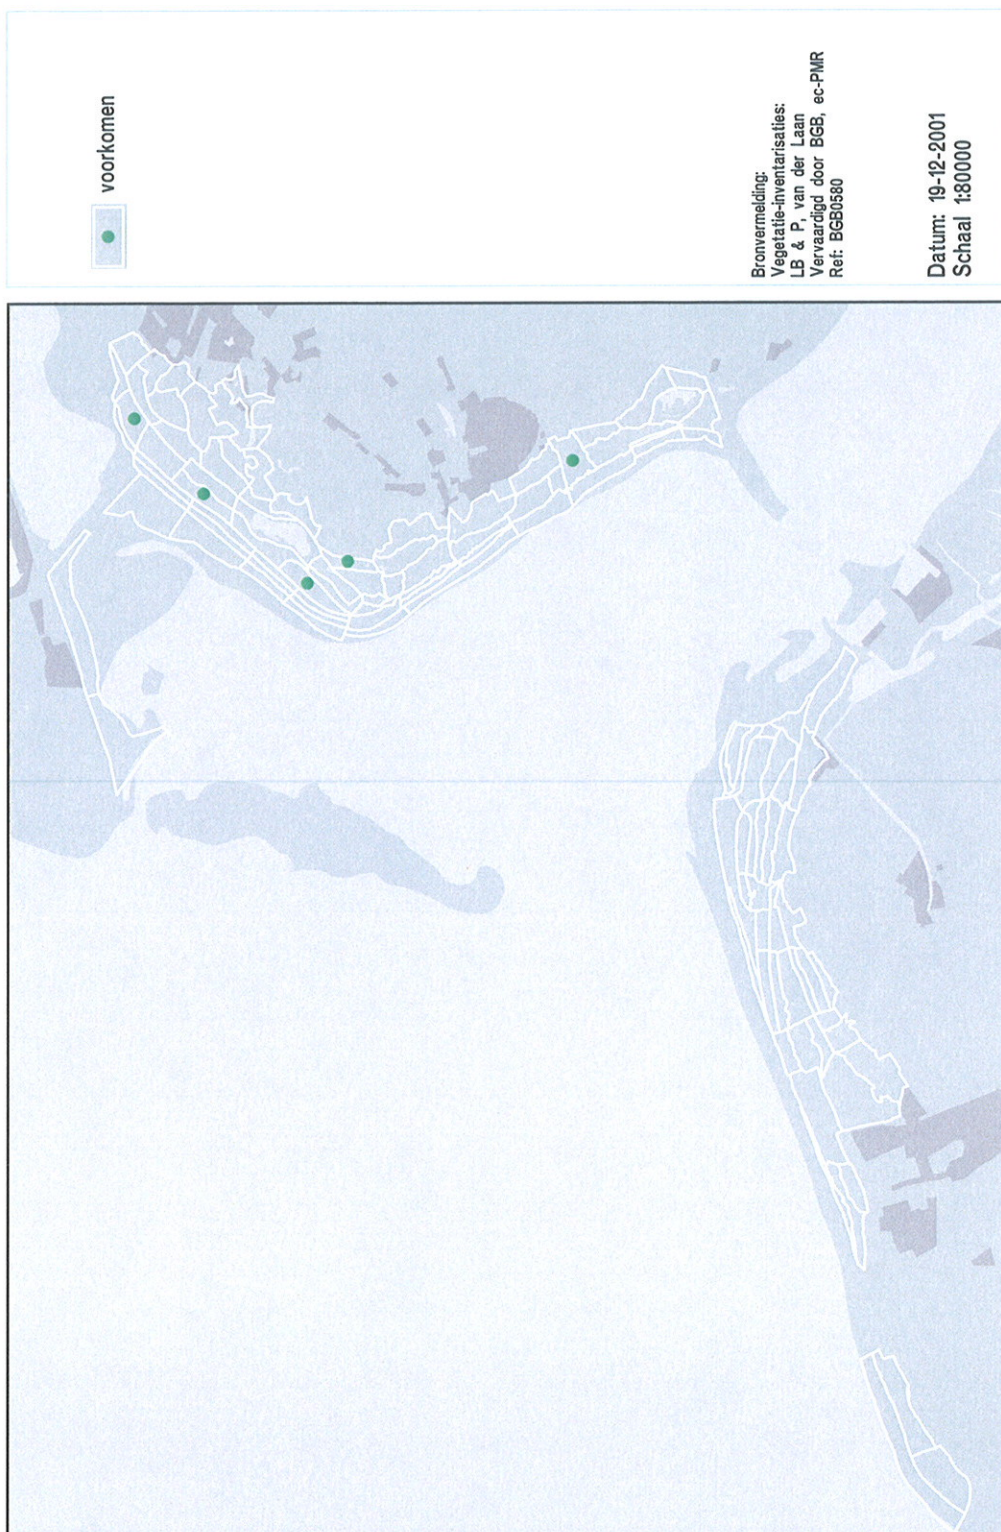 voorkomen
Bronvermelding:
Vegetatie-inventarisaties:
LB & P, van der Laan
Vervaardigd door BGB, ec-PMR
Ref: BGB0580
Datum: 19-12-2001
Schaal 1:80000